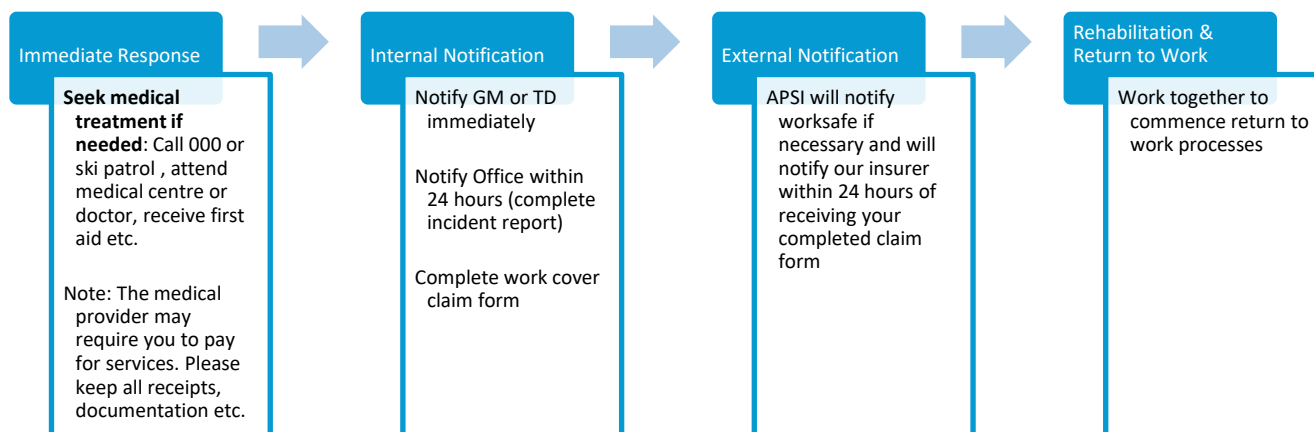 Immediate Response
Seek medical
treatment if
needed: Call 000 or
ski patrol , attend
medical centre or
doctor, receive first
aid etc.
Note: The medical
provider may
require you to pay
for services. Please
keep all receipts,
documentation etc.
Internal Notification
Notify GM or TD
immediately
Notify Office within
24 hours (complete
incident report)
Complete work cover
claim form
External Notification
APSI will notify
worksafe if
necessary and will
notify our insurer
within 24 hours of
receiving your
completed claim
form
Rehabilitation &
Return to Work
Work together to
commence return to
work processes